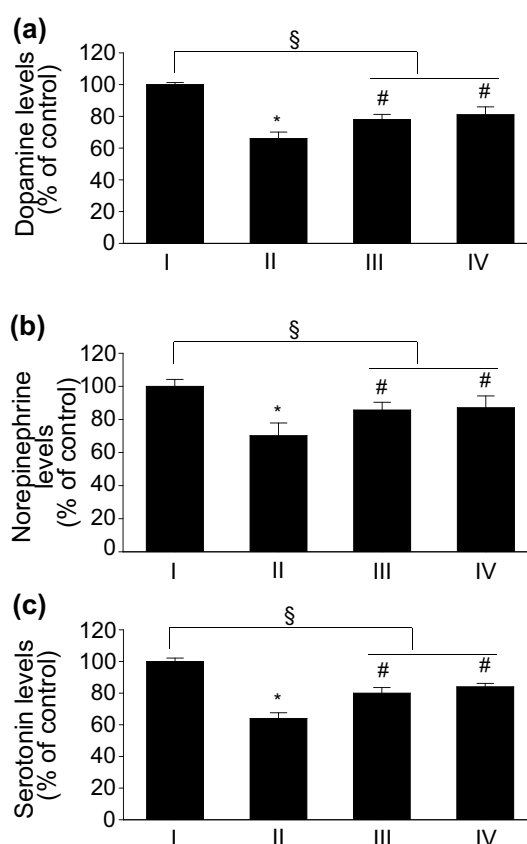 (a)
§
120
100
80
60
40
20
0
Dopamine levels
(% of control)
*
#
#
I II III IV
(b)
§
120
100
80
60
40
20
0
Norepinephrine
levels
(% of control)
*
#
#
I II III IV
(c)
§
120
100
80
60
40
20
0
Serotonin levels
(% of control)
*
#
#
I II III IV